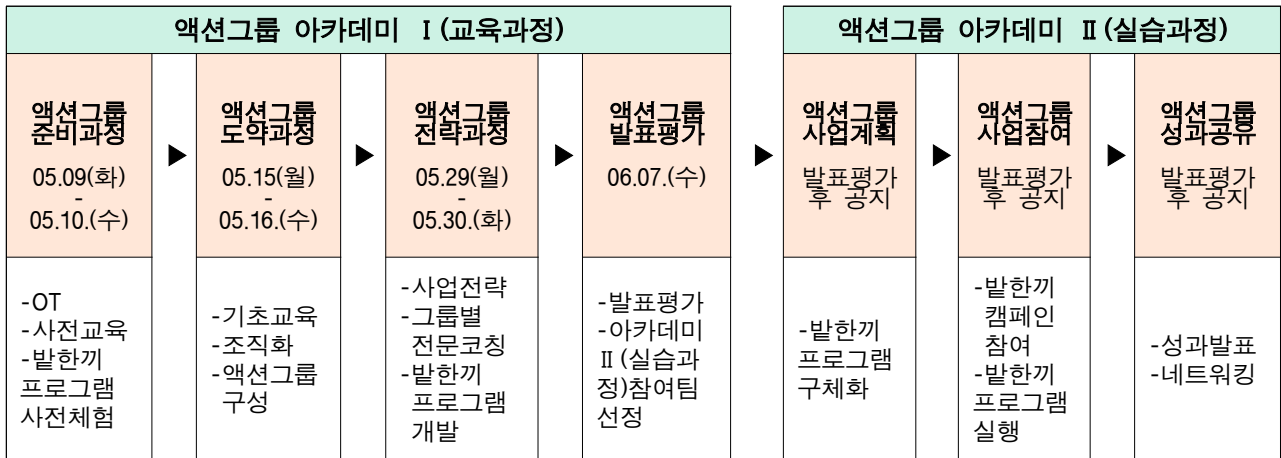 액션그룹 아카데미 Ⅰ(교육과정)
액션그룹 아카데미 Ⅱ(실습과정)
액션그룹
준비과정
05.09(화)
-
05.10.(수)
▶
액션그룹
도약과정
05.15(월)
-
05.16.(수)
▶
액션그룹
전략과정
05.29(월)
-
05.30.(화)
▶
액션그룹
발표평가
06.07.(수)
▶
액션그룹
사업계획
발표평가
후 공지
▶
액션그룹
사업참여
발표평가
후 공지
▶
액션그룹
성과공유
발표평가
후 공지
-OT
-사전교육
-밭한끼
프로그램
사전체험
-기초교육
-조직화
-액션그룹
구성
-사업전략
-그룹별
전문코칭
-밭한끼
프로그램
개발
-발표평가
-아카데미
Ⅱ(실습과
정)참여팀
선정
-밭한끼
프로그램
구체화
-밭한끼
캠페인
참여
-밭한끼
프로그램
실행
-성과발표
-네트워킹